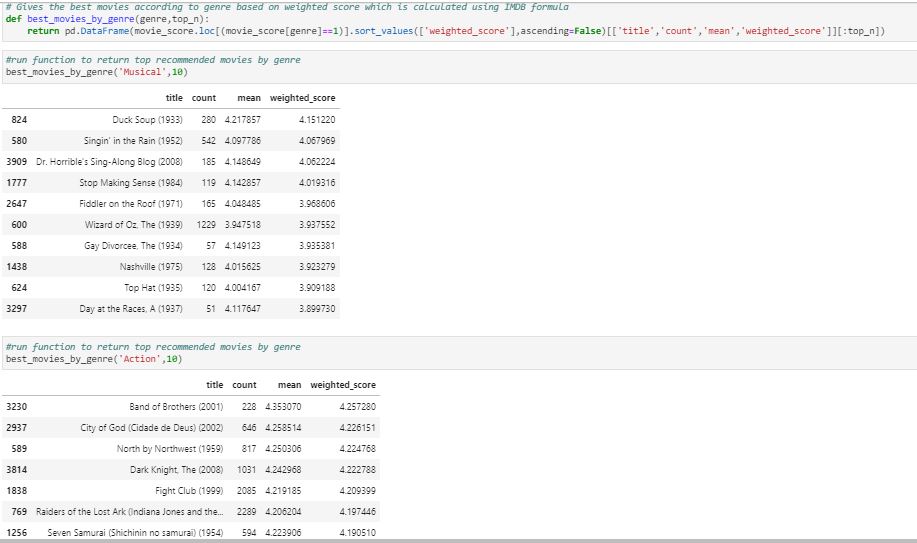 # Gives the best movies according to genre based on weighted score which is calculated using IMDB formula
def best_movies_by_genre(genre,top_n):
    return pd.DataFrame(movie_score.loc[(movie_score[genre]==1)].sort_values(['weighted_score'],ascending=False)[['title','count','mean','weighted_score']][:top_n])
#run function to return top recommended movies by genre
best_movies_by_genre('Musical',10)
title count mean weighted_score
824 Duck Soup (1933) 280 4.217857 4.151220
580 Singin' in the Rain (1952) 542 4.097786 4.067969
3909 Dr. Horrible's Sing-Along Blog (2008) 185 4.148649 4.062224
1777 Stop Making Sense (1984) 119 4.142857 4.019316
2647 Fiddler on the Roof (1971) 165 4.048485 3.968606
600 Wizard of Oz, The (1939) 1229 3.947518 3.937552
588 Gay Divorcee, The (1934) 57 4.149123 3.935381
1438 Nashville (1975) 128 4.015625 3.923279
624 Top Hat (1935) 120 4.004167 3.909188
3297 Day at the Races, A (1937) 51 4.117647 3.899730
#run function to return top recommended movies by genre
best_movies_by_genre('Action',10)
title count mean weighted_score
3230 Band of Brothers (2001) 228 4.353070 4.257280
2937 City of God (Cidade de Deus) (2002) 646 4.258514 4.226151
589 North by Northwest (1959) 817 4.250306 4.224768
3814 Dark Knight, The (2008) 1031 4.242968 4.222788
1838 Fight Club (1999) 2085 4.219185 4.209399
769 Raiders of the Lost Ark (Indiana Jones and the... 2289 4.206204 4.197446
1256 Seven Samurai (Shichinin no samurai) (1954) 594 4.223906 4.190510